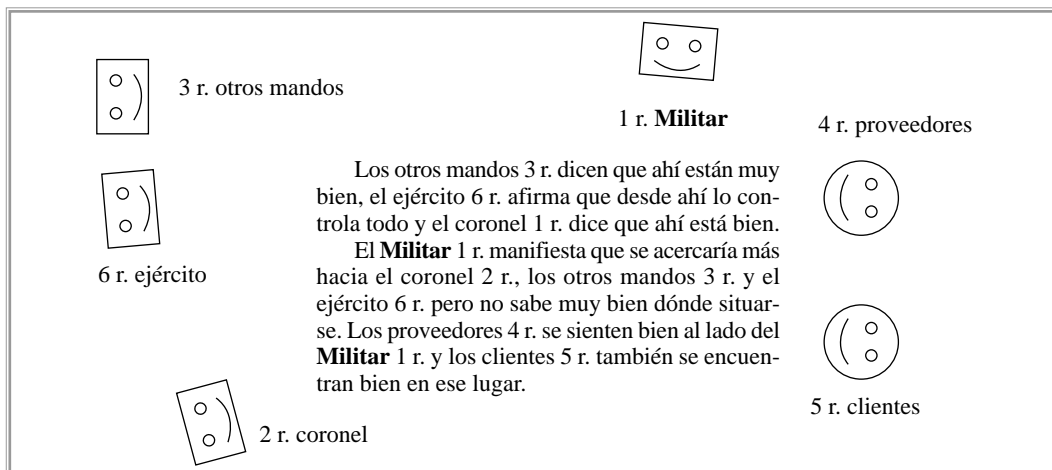 3 r. otros mandos
1 r. Militar
4 r. proveedores
Los otros mandos 3 r. dicen que ahí están muy
bien, el ejército 6 r. afirma que desde ahí lo con-
trola todo y el coronel 1 r. dice que ahí está bien.
El Militar 1 r. manifiesta que se acercaría más
hacia el coronel 2 r., los otros mandos 3 r. y el
ejército 6 r. pero no sabe muy bien dónde situar-
se. Los proveedores 4 r. se sienten bien al lado del
Militar 1 r. y los clientes 5 r. también se encuen-
tran bien en ese lugar.
6 r. ejército
5 r. clientes
2 r. coronel